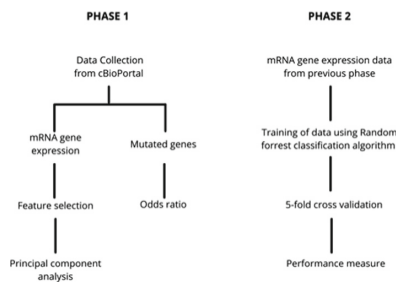 PHASE 1
Data Collection
from cBioPortal
mRNA gene
expression
Mutated genes
Feature selection
Odds ratio
Principal component
analysis
PHASE 2
mRNA gene expression data
from previous phase
Training of data using Random
forrest classification algorithm
5-fold cross validation
Performance measure